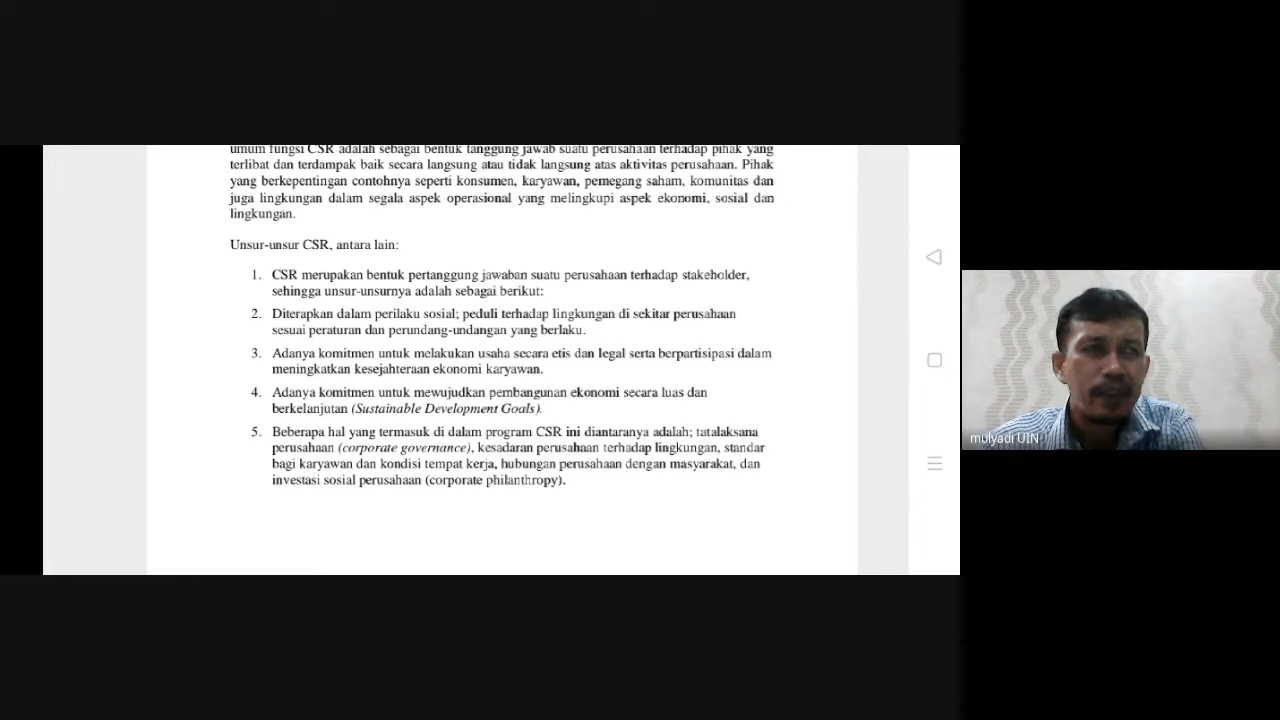 umum fungsi CSR adalah sebagai bentuk tanggung jawab suatu perusahaan terhadap pihak yang
terlibat dan terdampak baik secara langsung atau tidak langsung atas aktivitas perusahaan. Pihak
yang berkepentingan contohnya seperti konsumen, karyawan, pemegang saham, komunitas dan
juga lingkungan dalam segala aspek operasional yang melingkupi aspek ekonomi, sosial dan
lingkungan.
Unsur-unsur CSR, antara lain:
1. CSR merupakan bentuk pertanggung jawaban suatu perusahaan terhadap stakeholder,
sehingga unsur-unsurnya adalah sebagai berikut:
2. Diterapkan dalam perilaku sosial; peduli terhadap lingkungan di sekitar perusahaan
sesuai peraturan dan perundang-undangan yang berlaku.
3. Adanya komitmen untuk melakukan usaha secara etis dan legal serta berpartisipasi dalam
meningkatkan kesejahteraan ekonomi karyawan.
4. Adanya komitmen untuk mewujudkan pembangunan ekonomi secara luas dan
berkelanjutan (Sustainable Development Goals).
5. Beberapa hal yang termasuk di dalam program CSR ini diantaranya adalah; tatalaksana
perusahaan (corporate governance), kesadaran perusahaan terhadap lingkungan, standar
bagi karyawan dan kondisi tempat kerja, hubungan perusahaan dengan masyarakat, dan
investasi sosial perusahaan (corporate philanthropy).
mulyadi UIN